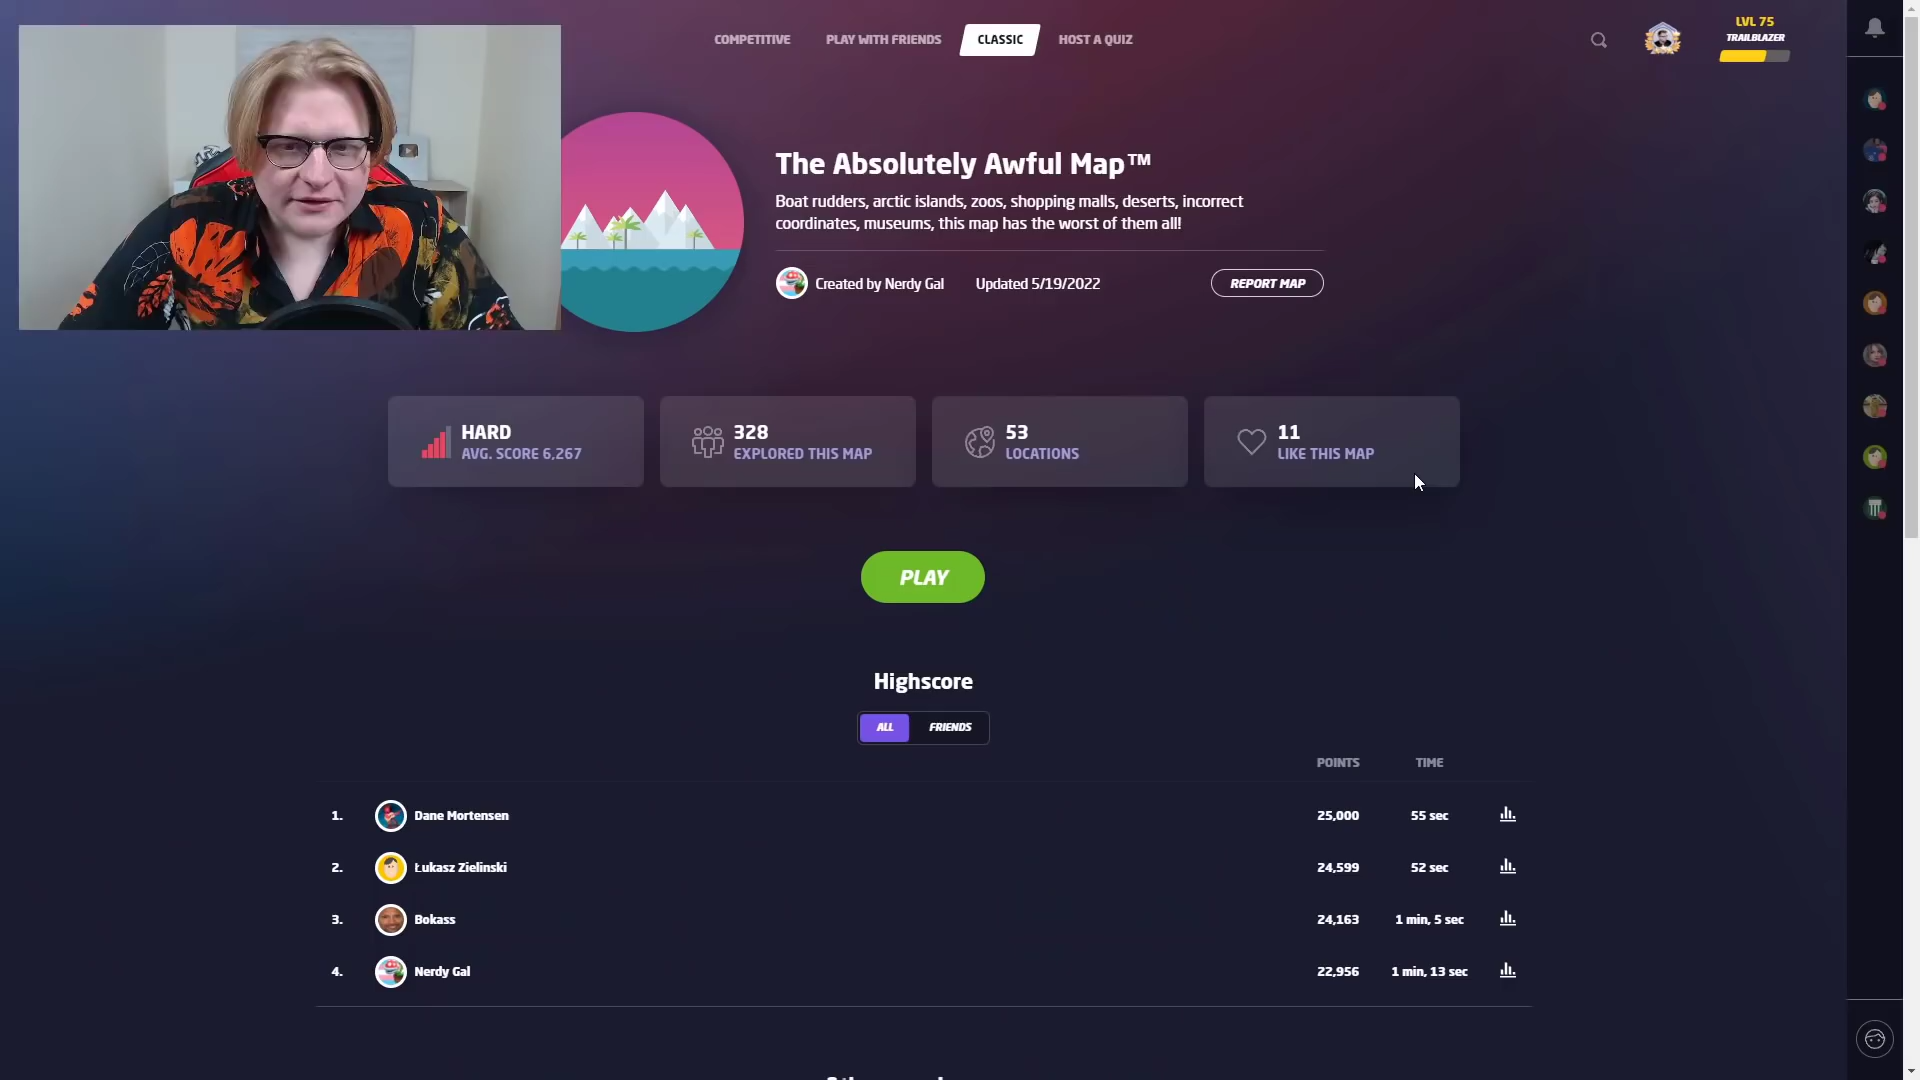 COMPETITIVE
PLAY WITH FRIENDS
CLASSIC
HOST A QUIZ
LVL 75
TRAILBLAZER
The Absolutely Awful Map™
Boat rudders, arctic islands, zoos, shopping malls, deserts, incorrect
coordinates, museums, this map has the worst of them all!
Created by Nerdy Gal
Updated 5/19/2022
REPORT MAP
HARD
AVG. SCORE 6,267
328
EXPLORED THIS MAP
53
LOCATIONS
11
LIKE THIS MAP
PLAY
Highscore
ALL
FRIENDS
POINTS TIME
1. Dane Mortensen 25,000 55 sec
2. Łukasz Zielinski 24,599 52 sec
3. Bokass 24,163 1 min, 5 sec
4. Nerdy Gal 22,956 1 min, 13 sec